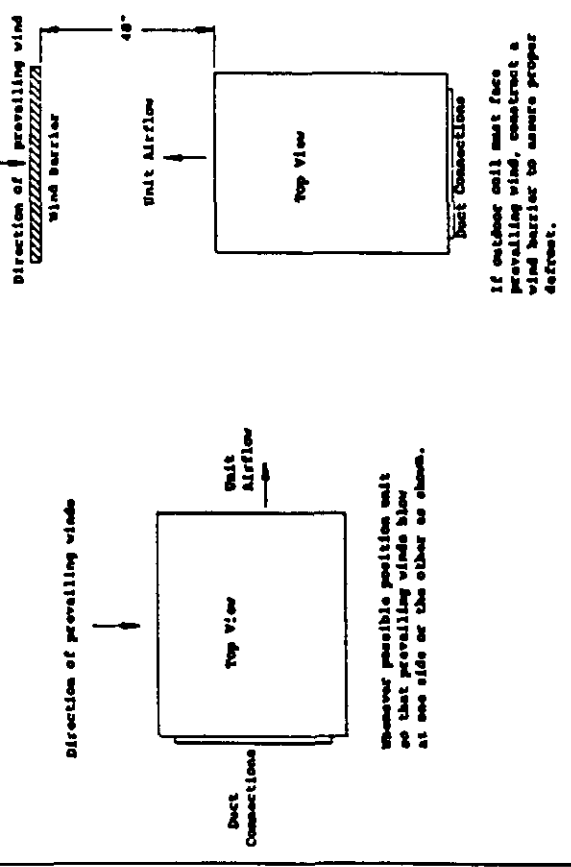 Direction of prevailing winds
Top View
Unit
Airflow
Duct
Connections
Whenever possible position unit
so that prevailing winds blow
at one side or the other as shown.
Direction of prevailing wind
Wind Barrier
48"
Unit Airflow
Top View
Duct Connections
If outdoor coil must face
prevailing wind, construct a
wind barrier to assure proper
defrost.